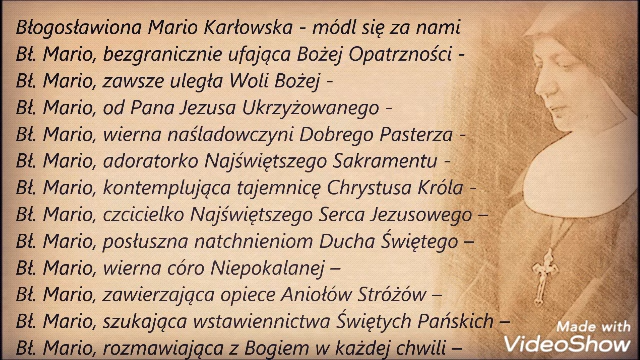 Błogosławiona Mario Karłowska - módl się za nami
Bł. Mario, bezgranicznie ufająca Bożej Opatrzności -
Bł. Mario, zawsze uległa Woli Bożej -
Bł. Mario, od Pana Jezusa Ukrzyżowanego -
Bł. Mario, wierna naśladowczyni Dobrego Pasterza -
Bł. Mario, adoratorko Najświętszego Sakramentu -
Bł. Mario, kontemplująca tajemnicę Chrystusa Króla -
Bł. Mario, czcicielko Najświętszego Serca Jezusowego –
Bł. Mario, posłuszna natchnieniom Ducha Świętego –
Bł. Mario, wierna córo Niepokalanej –
Bł. Mario, zawierzająca opiece Aniołów Stróżów –
Bł. Mario, szukająca wstawiennictwa Świętych Pańskich –
Bł. Mario, rozmawiająca z Bogiem w każdej chwili –
Made with
VideoShow